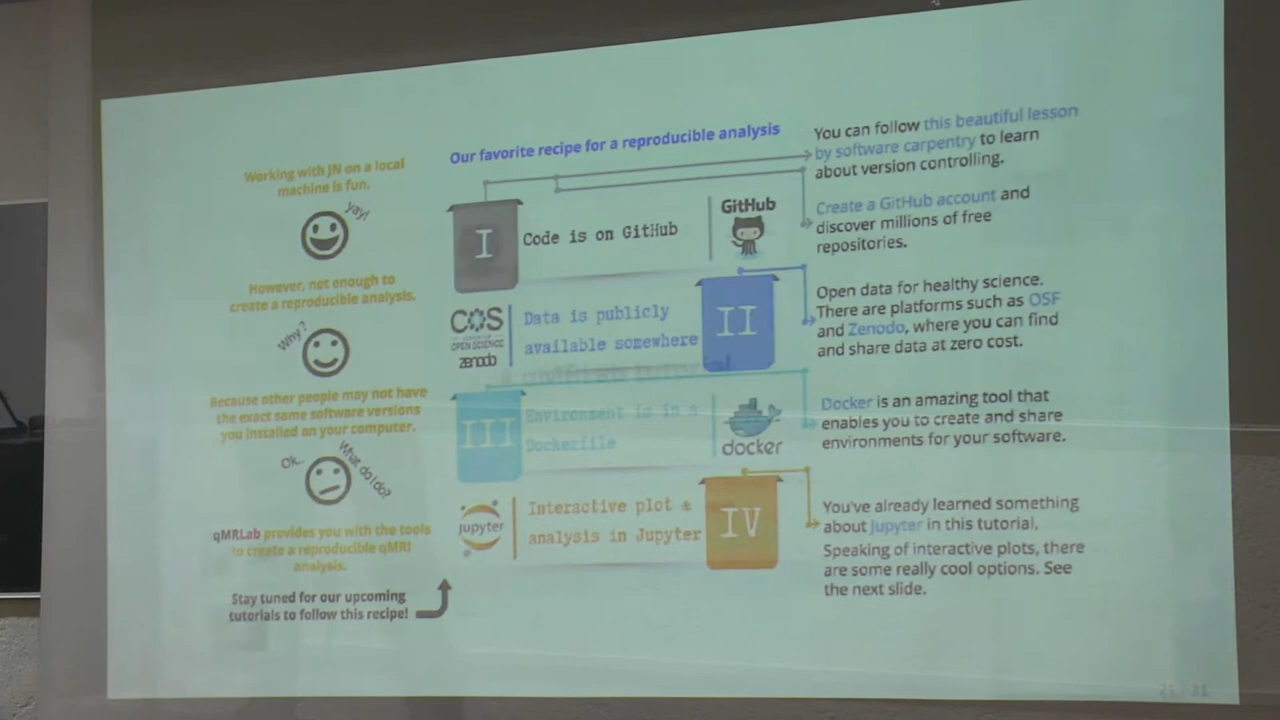 Our favorite recipe for a reproducible analysis
Working with JN on a local
machine is fun.
yay!
However, not enough to
create a reproducible analysis.
Why?
Because other people may not have
the exact same software versions
you installed on your computer.
Ok..
What do I do?
qMRLab provides you with the tools
to create a reproducible qMRI
analysis.
Stay tuned for our upcoming
tutorials to follow this recipe!
I
Code is on GitHub
GitHub
COS
OPEN SCIENCE
zenodo
Data is publicly
available somewhere
II
III
Environment is in a
Dockerfile
docker
jupyter
Interactive plot &
analysis in Jupyter
IV
You can follow this beautiful lesson
by software carpentry to learn
about version controlling.
Create a GitHub account and
discover millions of free
repositories.
Open data for healthy science.
There are platforms such as OSF
and Zenodo, where you can find
and share data at zero cost.
Docker is an amazing tool that
enables you to create and share
environments for your software.
You've already learned something
about Jupyter in this tutorial.
Speaking of interactive plots, there
are some really cool options. See
the next slide.